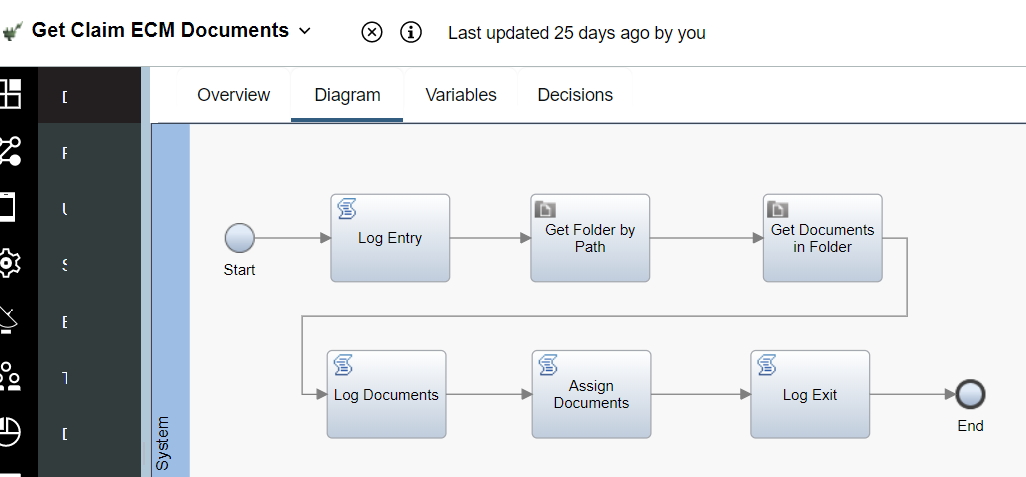 Get Claim ECM Documents
Last updated 25 days ago by you
Overview
Diagram
Variables
Decisions
System
Start
Log Entry
Get Folder by
Path
Get Documents
in Folder
Log Documents
Assign
Documents
Log Exit
End